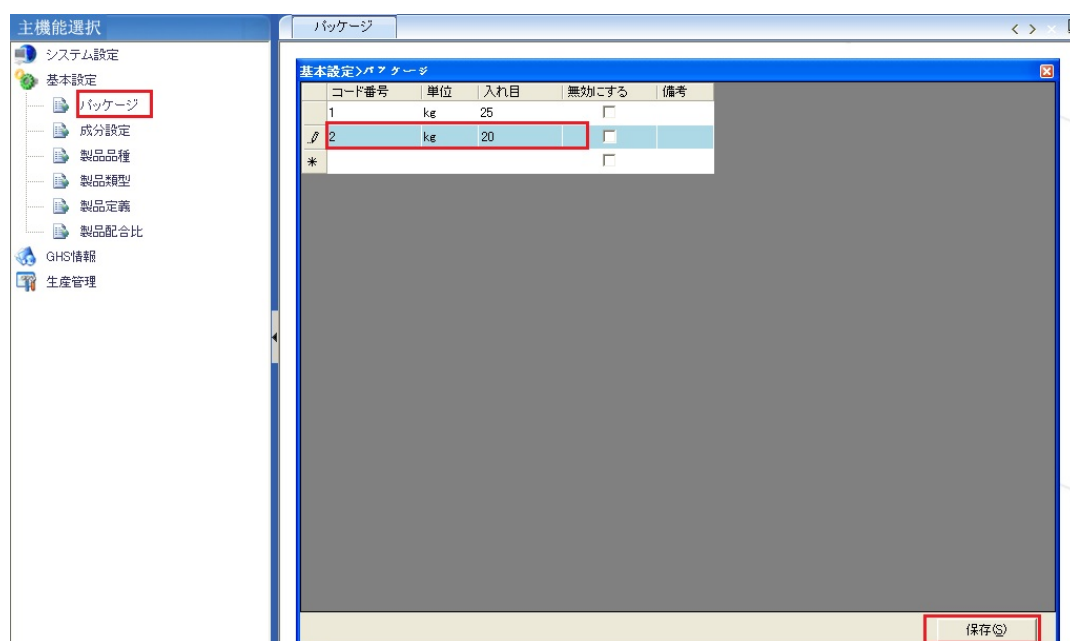 主機能選択
システム設定
基本設定
パッケージ
成分設定
製品品種
製品類型
製品定義
製品配合比
GHS情報
生産管理
パッケージ
基本設定>パッケージ
コード番号 単位 入れ目 無効にする 備考
1 kg 25
2 kg 20
保存(S)